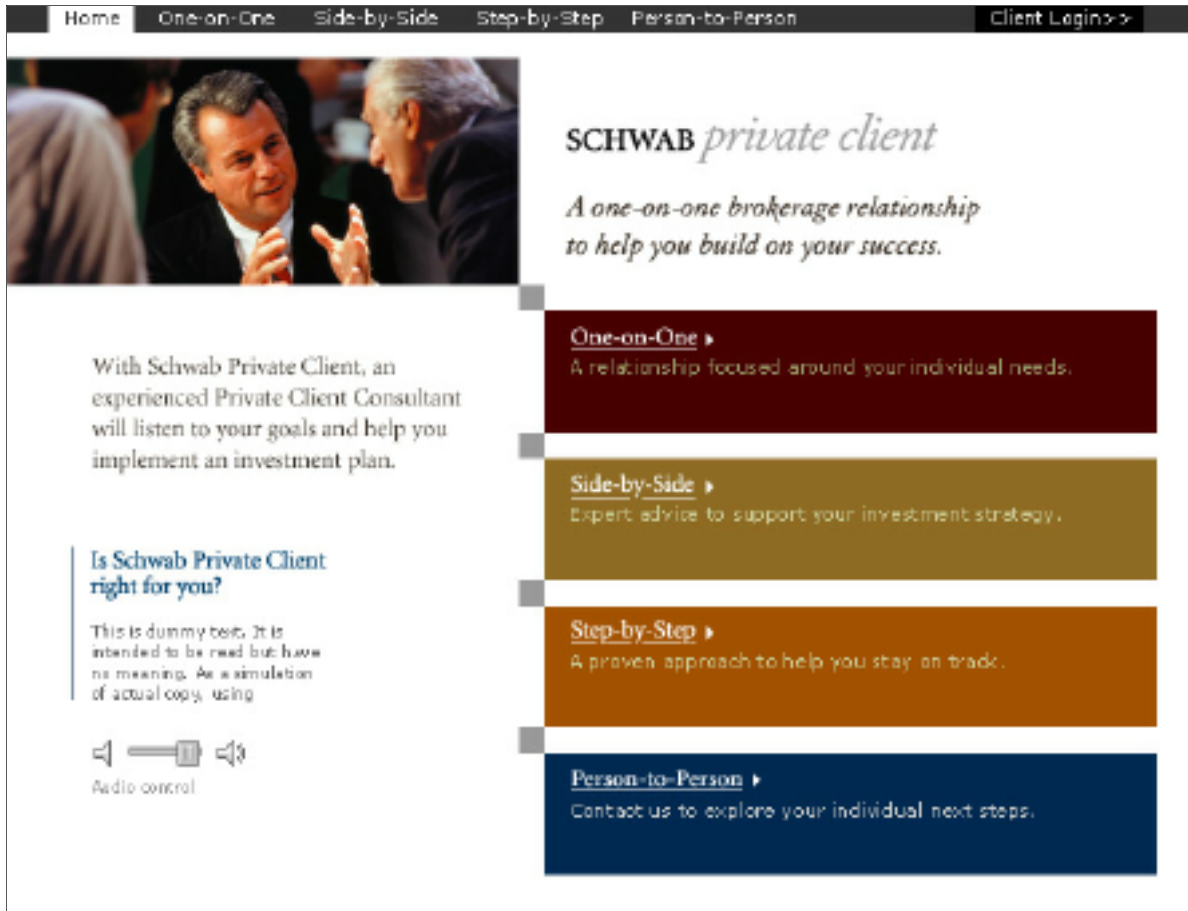 Home One-on-One Side-by-Side Step-by-Step Person-to-Person Client Login>>
SCHWAB private client
A one-on-one brokerage relationship
to help you build on your success.
With Schwab Private Client, an
experienced Private Client Consultant
will listen to your goals and help you
implement an investment plan.
Is Schwab Private Client
right for you?
This is dummy text. It is
intended to be read but have
no meaning. As a simulation
of actual copy, using
Audio control
One-on-One
A relationship focused around your individual needs.
Side-by-Side
Expert advice to support your investment strategy.
Step-by-Step
A proven approach to help you stay on track.
Person-to-Person
Contact us to explore your individual next steps.